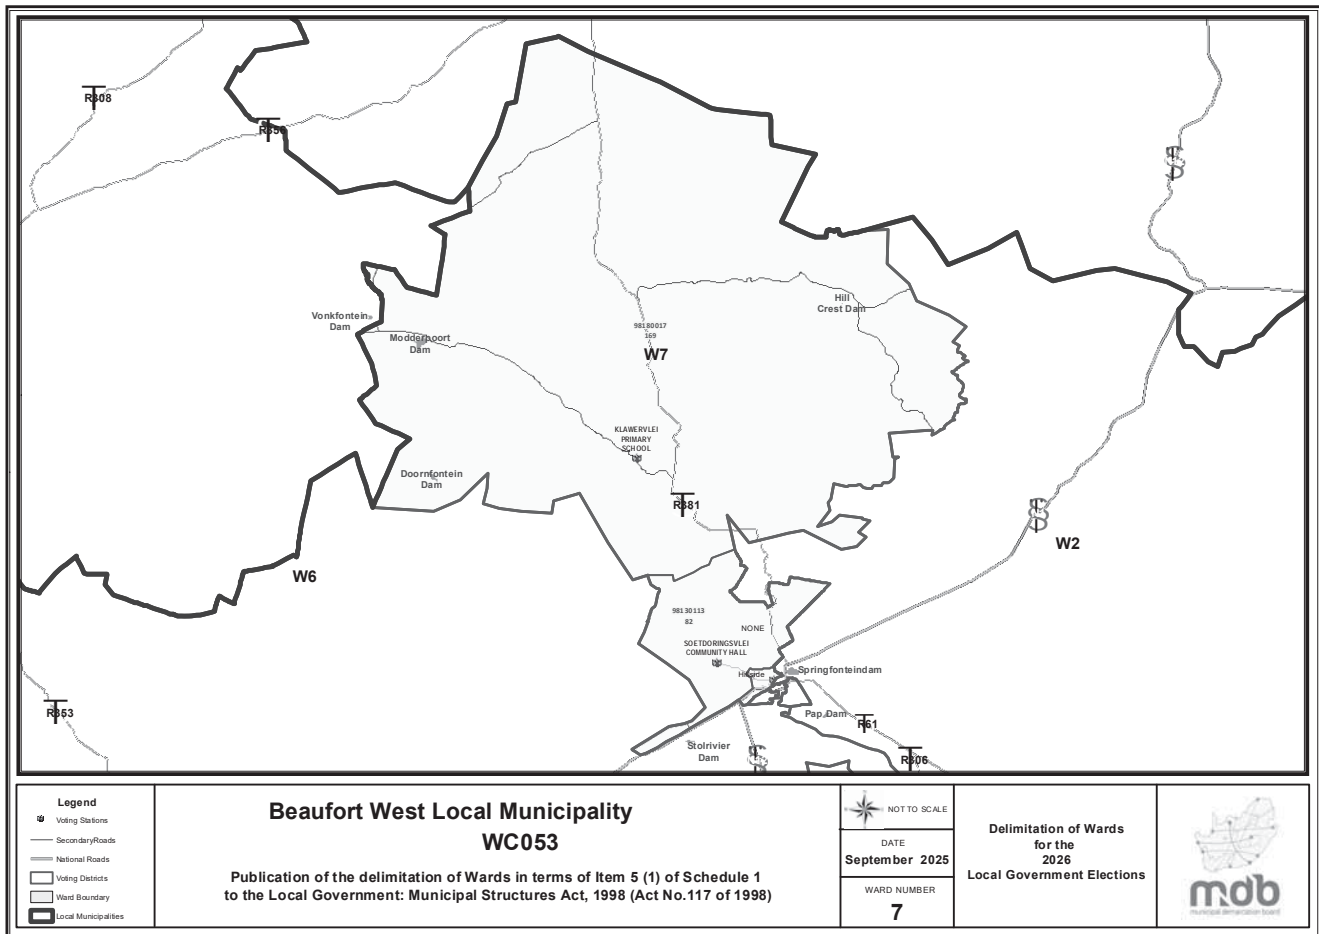 R308
R356
Vonkfontein
Dam
Modderpoort
Dam
Hill
Crest Dam
98180017
169
W7
KLAWERVLEI
PRIMARY
SCHOOL
Doornfontein
Dam
R381
W2
W6
98130113
82
NONE
SOETDORINGSVLEI
COMMUNITY HALL
Hillside
Springfonteindam
R353
Pap Dam
R61
Stolrivier
Dam
R306
Legend
Voting Stations
SecondaryRoads
National Roads
Voting Districts
Ward Boundary
Local Municipalities
Beaufort West Local Municipality
WC053
Publication of the delimitation of Wards in terms of Item 5 (1) of Schedule 1
to the Local Government: Municipal Structures Act, 1998 (Act No.117 of 1998)
NOT TO SCALE
DATE
September 2025
WARD NUMBER
7
Delimitation of Wards
for the
2026
Local Government Elections
mdb
municipal demarcation board